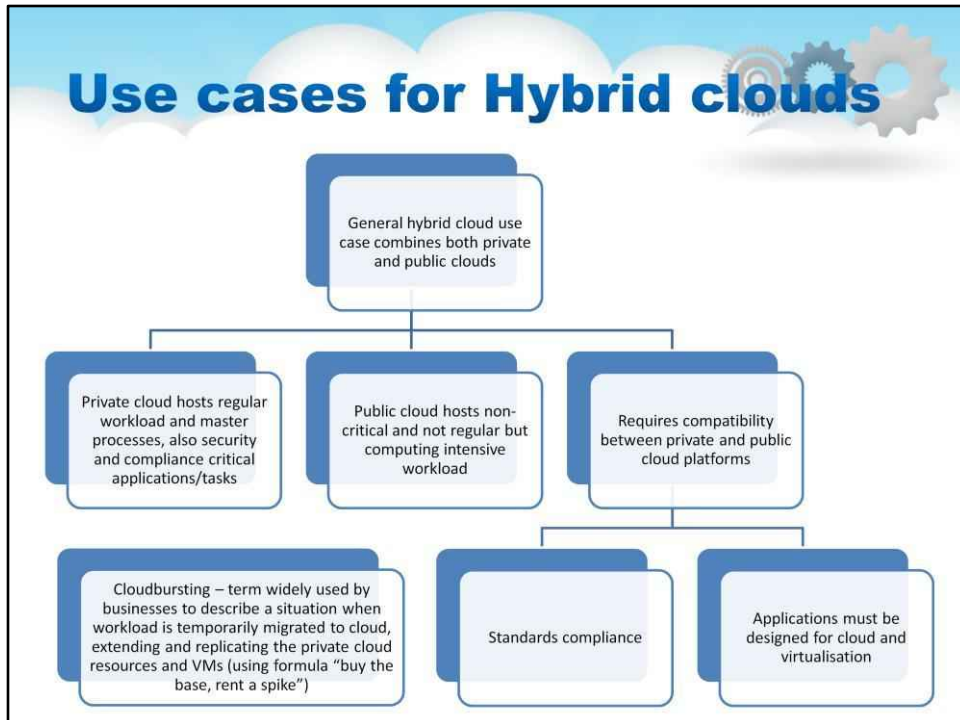 Use cases for Hybrid clouds
General hybrid cloud use
case combines both private
and public clouds
Private cloud hosts regular
workload and master
processes, also security
and compliance critical
applications/tasks
Public cloud hosts non-
critical and not regular but
computing intensive
workload
Requires compatibility
between private and public
cloud platforms
Cloudbursting – term widely used by
businesses to describe a situation when
workload is temporarily migrated to cloud,
extending and replicating the private cloud
resources and VMs (using formula “buy the
base, rent a spike”)
Standards compliance
Applications must be
designed for cloud and
virtualisation